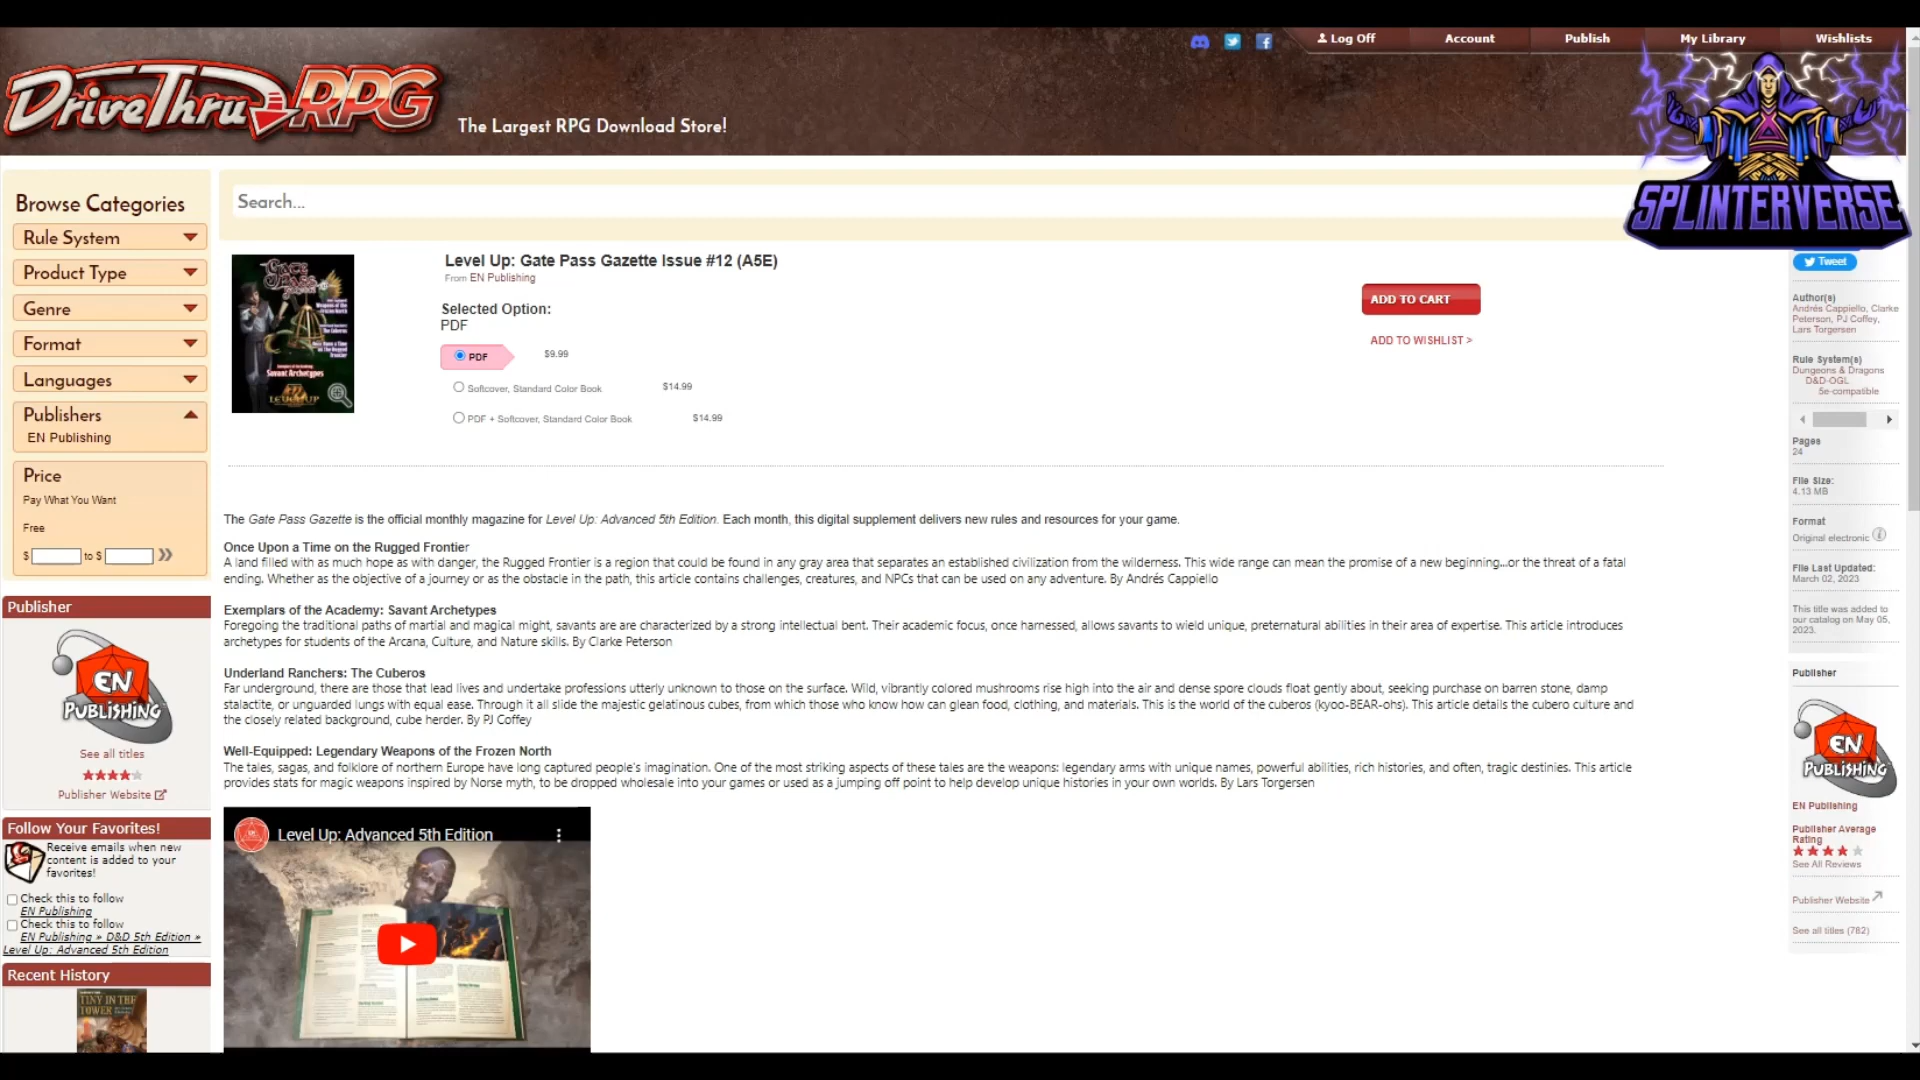 Log Off
Account
Publish
My Library
Wishlists
DriveThruRPG
The Largest RPG Download Store!
SPLINTERVERSE
Browse Categories
Rule System
Product Type
Genre
Format
Languages
Publishers
EN Publishing
Price
Pay What You Want
Free
$ to $
Search...
Level Up: Gate Pass Gazette Issue #12 (A5E)
From EN Publishing
Selected Option:
PDF
PDF $9.99
Softcover, Standard Color Book $14.99
PDF + Softcover, Standard Color Book $14.99
ADD TO CART
ADD TO WISHLIST >
The Gate Pass Gazette is the official monthly magazine for Level Up: Advanced 5th Edition. Each month, this digital supplement delivers new rules and resources for your game.
Once Upon a Time on the Rugged Frontier
A land filled with as much hope as with danger, the Rugged Frontier is a region that could be found in any gray area that separates an established civilization from the wilderness. This wide range can mean the promise of a new beginning...or the threat of a fatal
ending. Whether as the objective of a journey or as the obstacle in the path, this article contains challenges, creatures, and NPCs that can be used on any adventure. By Andrés Cappiello
Exemplars of the Academy: Savant Archetypes
Foregoing the traditional paths of martial and magical might, savants are are characterized by a strong intellectual bent. Their academic focus, once harnessed, allows savants to wield unique, preternatural abilities in their area of expertise. This article introduces
archetypes for students of the Arcana, Culture, and Nature skills. By Clarke Peterson
Underland Ranchers: The Cuberos
Far underground, there are those that lead lives and undertake professions utterly unknown to those on the surface. Wild, vibrantly colored mushrooms rise high into the air and dense spore clouds float gently about, seeking purchase on barren stone, damp
stalactite, or unguarded lungs with equal ease. Through it all slide the majestic gelatinous cubes, from which those who know how can glean food, clothing, and materials. This is the world of the cuberos (kyoo-BEAR-ohs). This article details the cubero culture and
the closely related background, cube herder. By PJ Coffey
Well-Equipped: Legendary Weapons of the Frozen North
The tales, sagas, and folklore of northern Europe have long captured people's imagination. One of the most striking aspects of these tales are the weapons: legendary arms with unique names, powerful abilities, rich histories, and often, tragic destinies. This article
provides stats for magic weapons inspired by Norse myth, to be dropped wholesale into your games or used as a jumping off point to help develop unique histories in your own worlds. By Lars Torgersen
Level Up: Advanced 5th Edition
Publisher
EN
PUBLISHING
See all titles
Publisher Website
Follow Your Favorites!
Receive emails when new
content is added to your
favorites!
Check this to follow
EN Publishing
Check this to follow
EN Publishing » D&D 5th Edition »
Level Up: Advanced 5th Edition
Recent History
TINY IN THE
TOWER
Tweet
Author(s)
Andrés Cappiello, Clarke
Peterson, PJ Coffey,
Lars Torgersen
Rule System(s)
Dungeons & Dragons
D&D-OGL
5e-compatible
Pages
24
File Size:
4.13 MB
Format
Original electronic
File Last Updated:
March 02, 2023
This title was added to
our catalog on May 05,
2023.
Publisher
EN
PUBLISHING
EN Publishing
Publisher Average
Rating
See All Reviews
Publisher Website
See all titles (782)